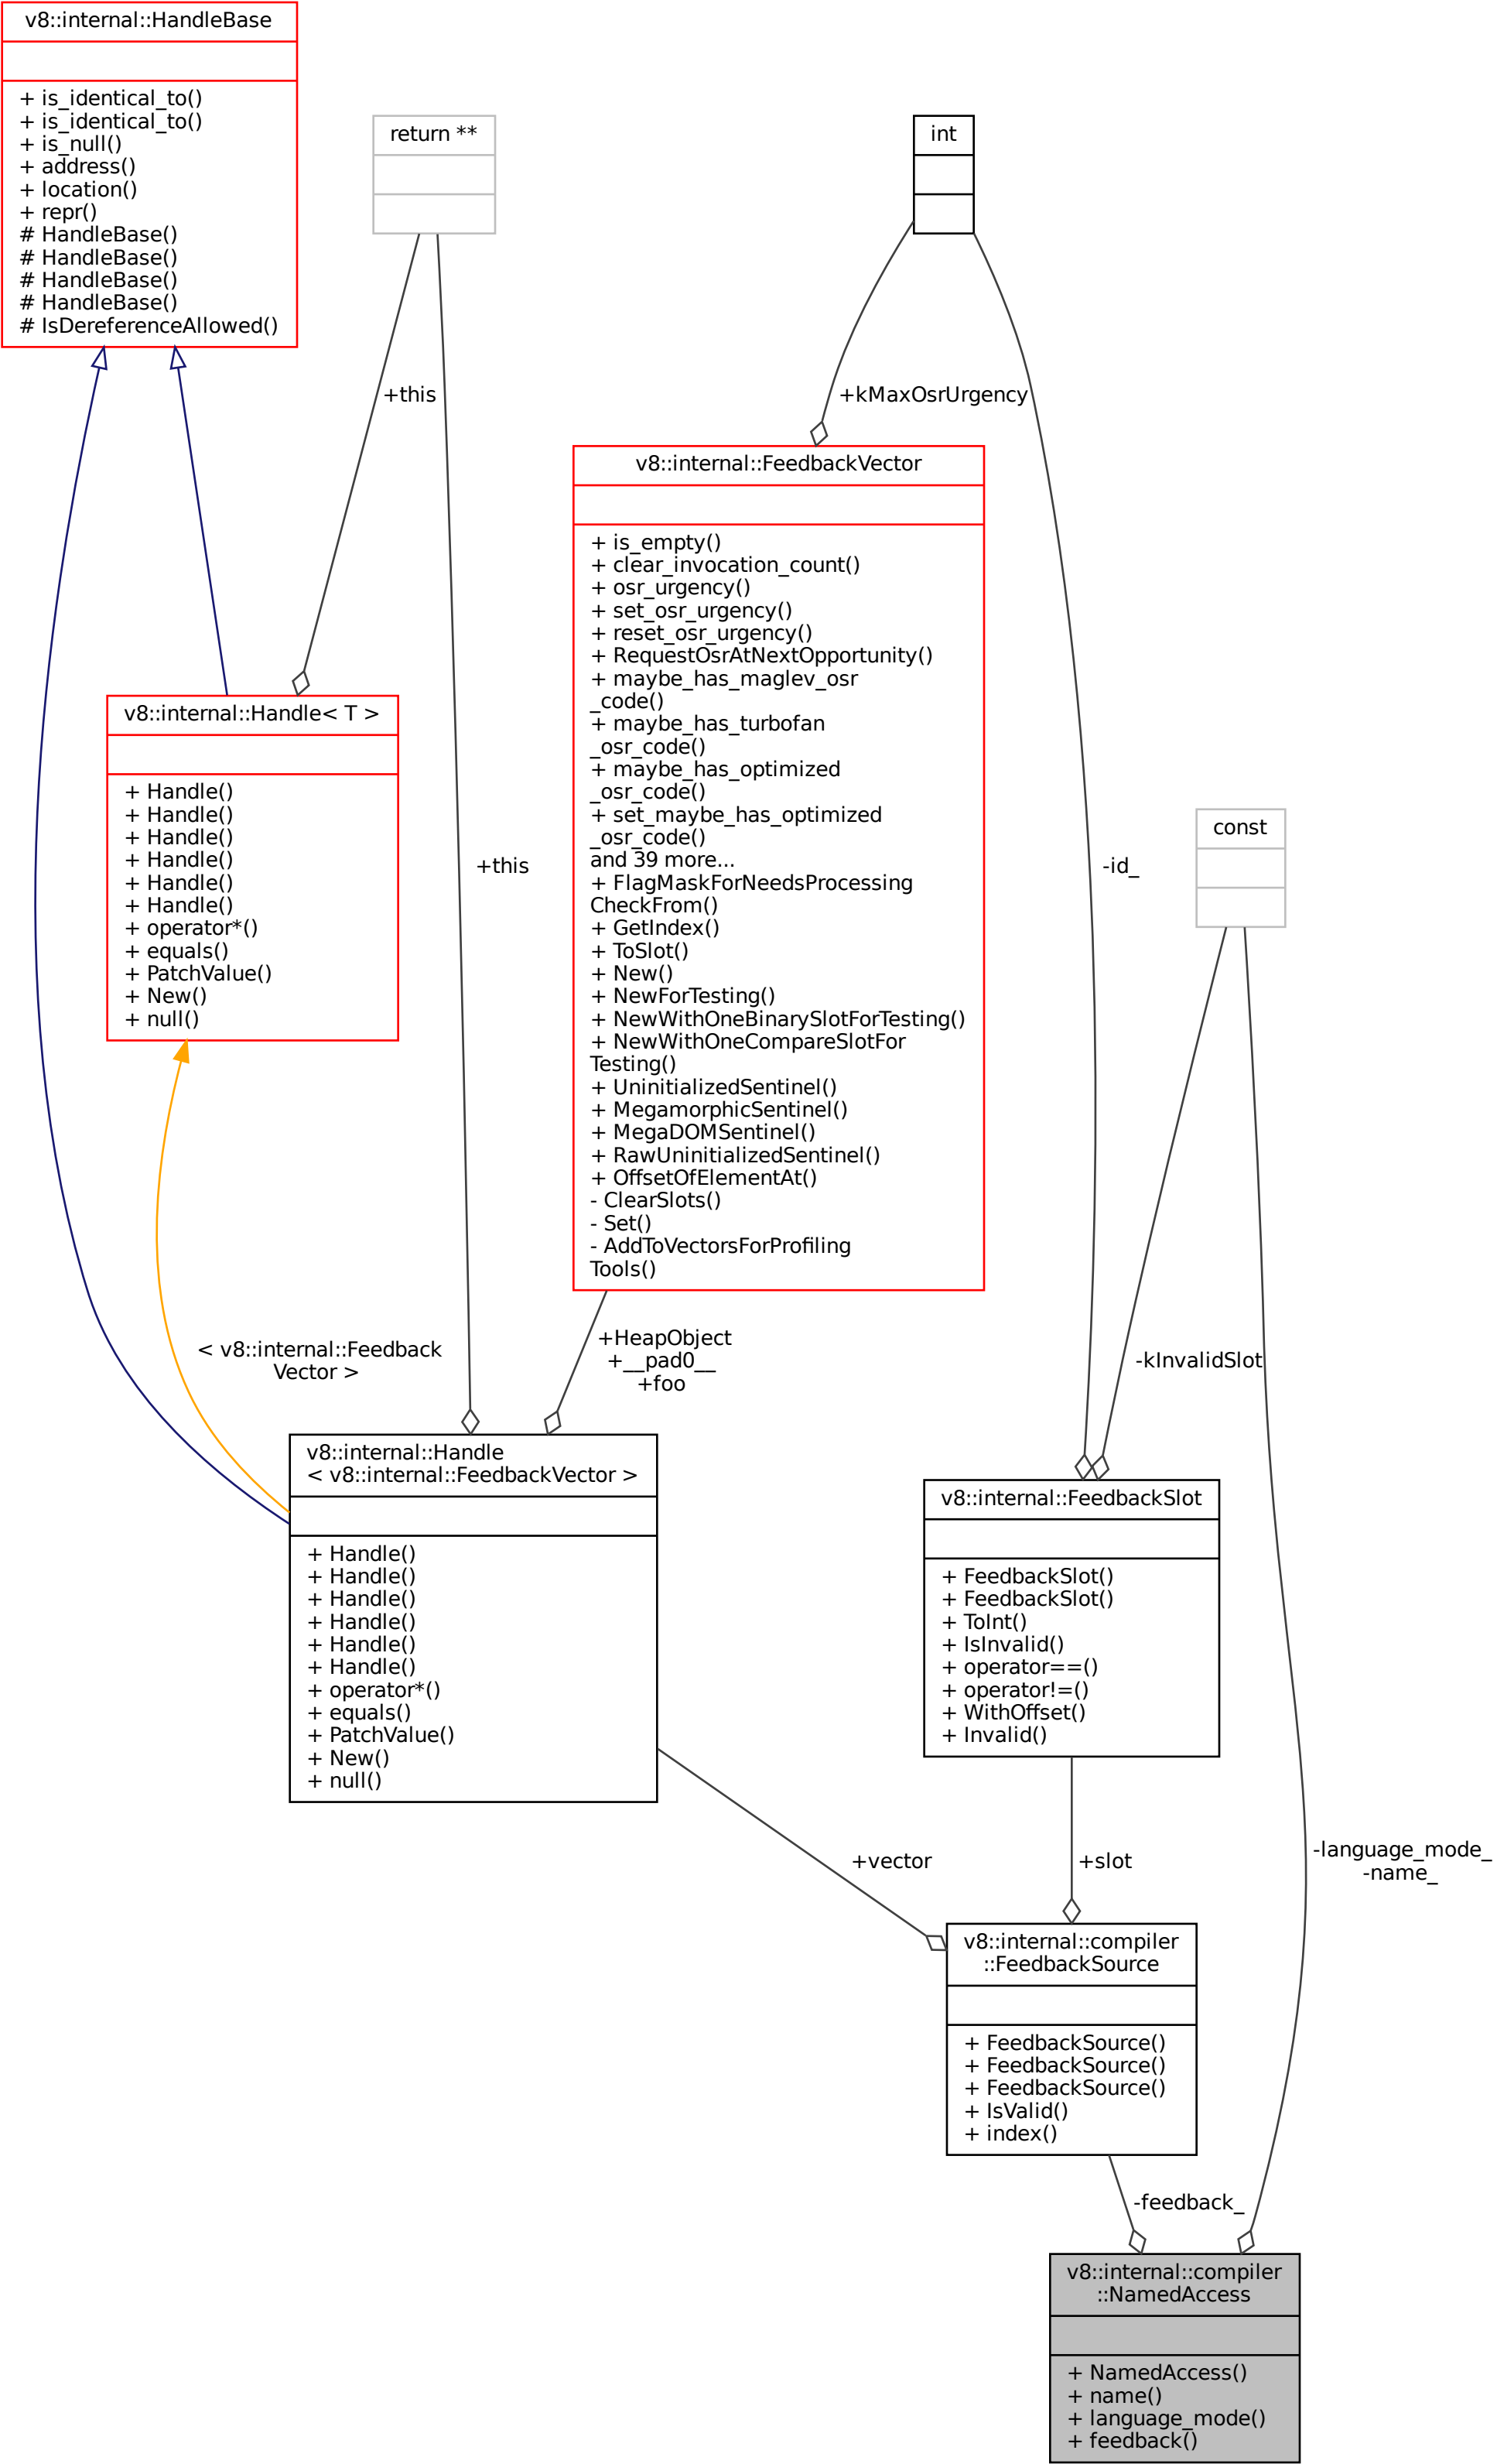 v8::internal::HandleBase
+ is_identical_to()
+ is_identical_to()
+ is_null()
+ address()
+ location()
+ repr()
# HandleBase()
# HandleBase()
# HandleBase()
# HandleBase()
# IsDereferenceAllowed()
return **
int
+this
+kMaxOsrUrgency
v8::internal::FeedbackVector
+ is_empty()
+ clear_invocation_count()
+ osr_urgency()
+ set_osr_urgency()
+ reset_osr_urgency()
+ RequestOsrAtNextOpportunity()
+ maybe_has_maglev_osr
_code()
+ maybe_has_turbofan
_osr_code()
+ maybe_has_optimized
_osr_code()
+ set_maybe_has_optimized
_osr_code()
and 39 more...
+ FlagMaskForNeedsProcessing
CheckFrom()
+ GetIndex()
+ ToSlot()
+ New()
+ NewForTesting()
+ NewWithOneBinarySlotForTesting()
+ NewWithOneCompareSlotFor
Testing()
+ UninitializedSentinel()
+ MegamorphicSentinel()
+ MegaDOMSentinel()
+ RawUninitializedSentinel()
+ OffsetOfElementAt()
- ClearSlots()
- Set()
- AddToVectorsForProfiling
Tools()
v8::internal::Handle< T >
+ Handle()
+ Handle()
+ Handle()
+ Handle()
+ Handle()
+ Handle()
+ operator*()
+ equals()
+ PatchValue()
+ New()
+ null()
+this
-id_
const
< v8::internal::Feedback
Vector >
+HeapObject
+__pad0__
+foo
-kInvalidSlot
v8::internal::Handle
< v8::internal::FeedbackVector >
+ Handle()
+ Handle()
+ Handle()
+ Handle()
+ Handle()
+ Handle()
+ operator*()
+ equals()
+ PatchValue()
+ New()
+ null()
v8::internal::FeedbackSlot
+ FeedbackSlot()
+ FeedbackSlot()
+ ToInt()
+ IsInvalid()
+ operator==()
+ operator!=()
+ WithOffset()
+ Invalid()
+vector
+slot
-language_mode_
-name_
v8::internal::compiler
::FeedbackSource
+ FeedbackSource()
+ FeedbackSource()
+ FeedbackSource()
+ IsValid()
+ index()
-feedback_
v8::internal::compiler
::NamedAccess
+ NamedAccess()
+ name()
+ language_mode()
+ feedback()